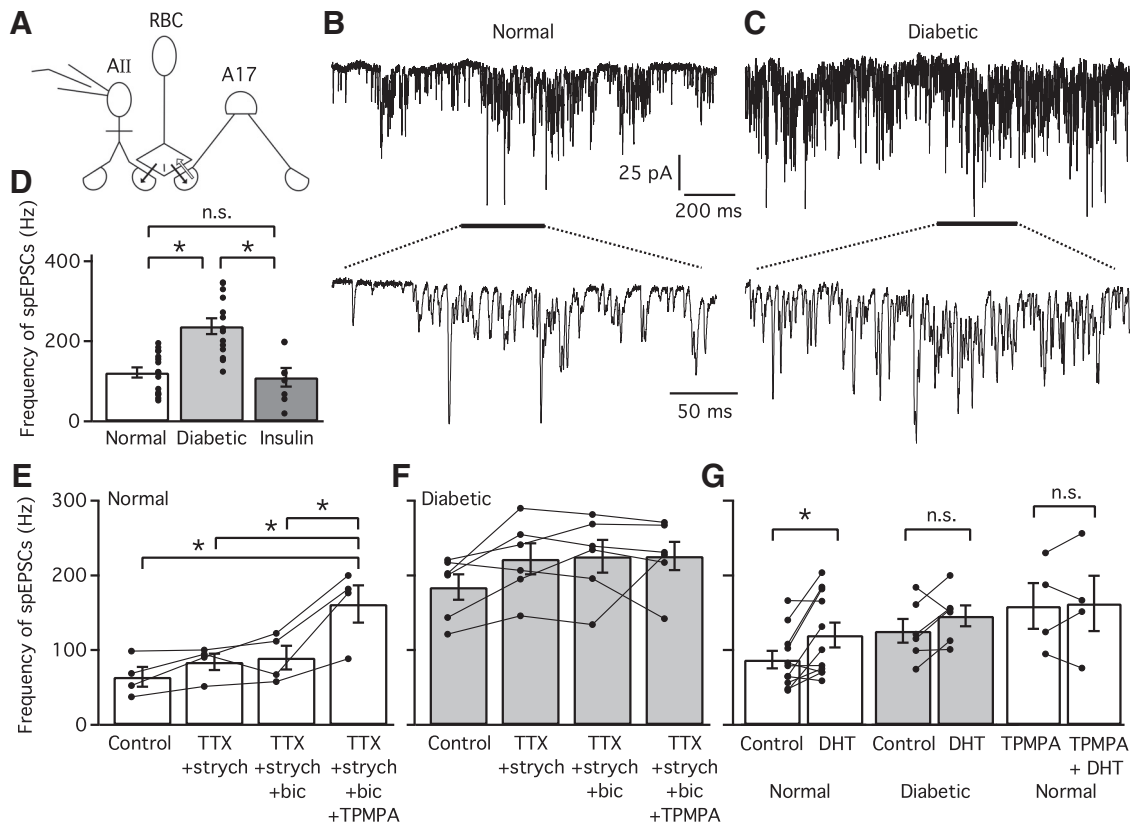 A
RBC
AII
A17
B
Normal
25 pA
200 ms
50 ms
C
Diabetic
D
Frequency of spEPSCs (Hz)
n.s.
* *
400
200
0
Normal Diabetic Insulin
E
Frequency of spEPSCs (Hz)
Normal
300
200
100
0
*
*
*
Control TTX TTX TTX
+strych +strych +strych
+bic +bic
+TPMPA
F
Diabetic
Control TTX TTX TTX
+strych +strych +strych
+bic +bic
+TPMPA
G
* n.s. n.s.
Control DHT Control DHT TPMPA TPMPA
+ DHT
Normal Diabetic Normal